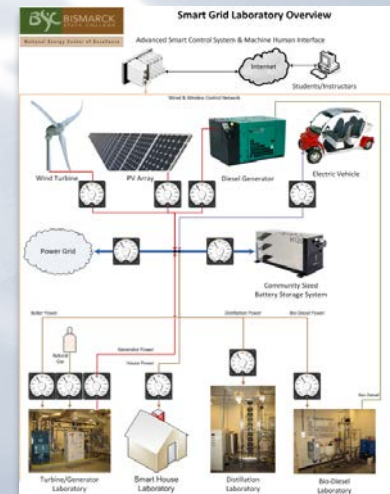 BSC BISMARCK
STATE COLLEGE
National Energy Center of Excellence
Smart Grid Laboratory Overview
Advanced Smart Control System & Machine Human Interface
Internet
Students/Instructors
Wired & Wireless Control Network
Wind Turbine
PV Array
Diesel Generator
Electric Vehicle
Power Grid
Community Sized
Battery Storage System
Boiler Power
Distillation Power
Bio Diesel Power
Natural
Gas
Generator Power
House Power
Bio Diesel
Turbine/Generator
Laboratory
Smart House
Laboratory
Distillation
Laboratory
Bio-Diesel
Laboratory